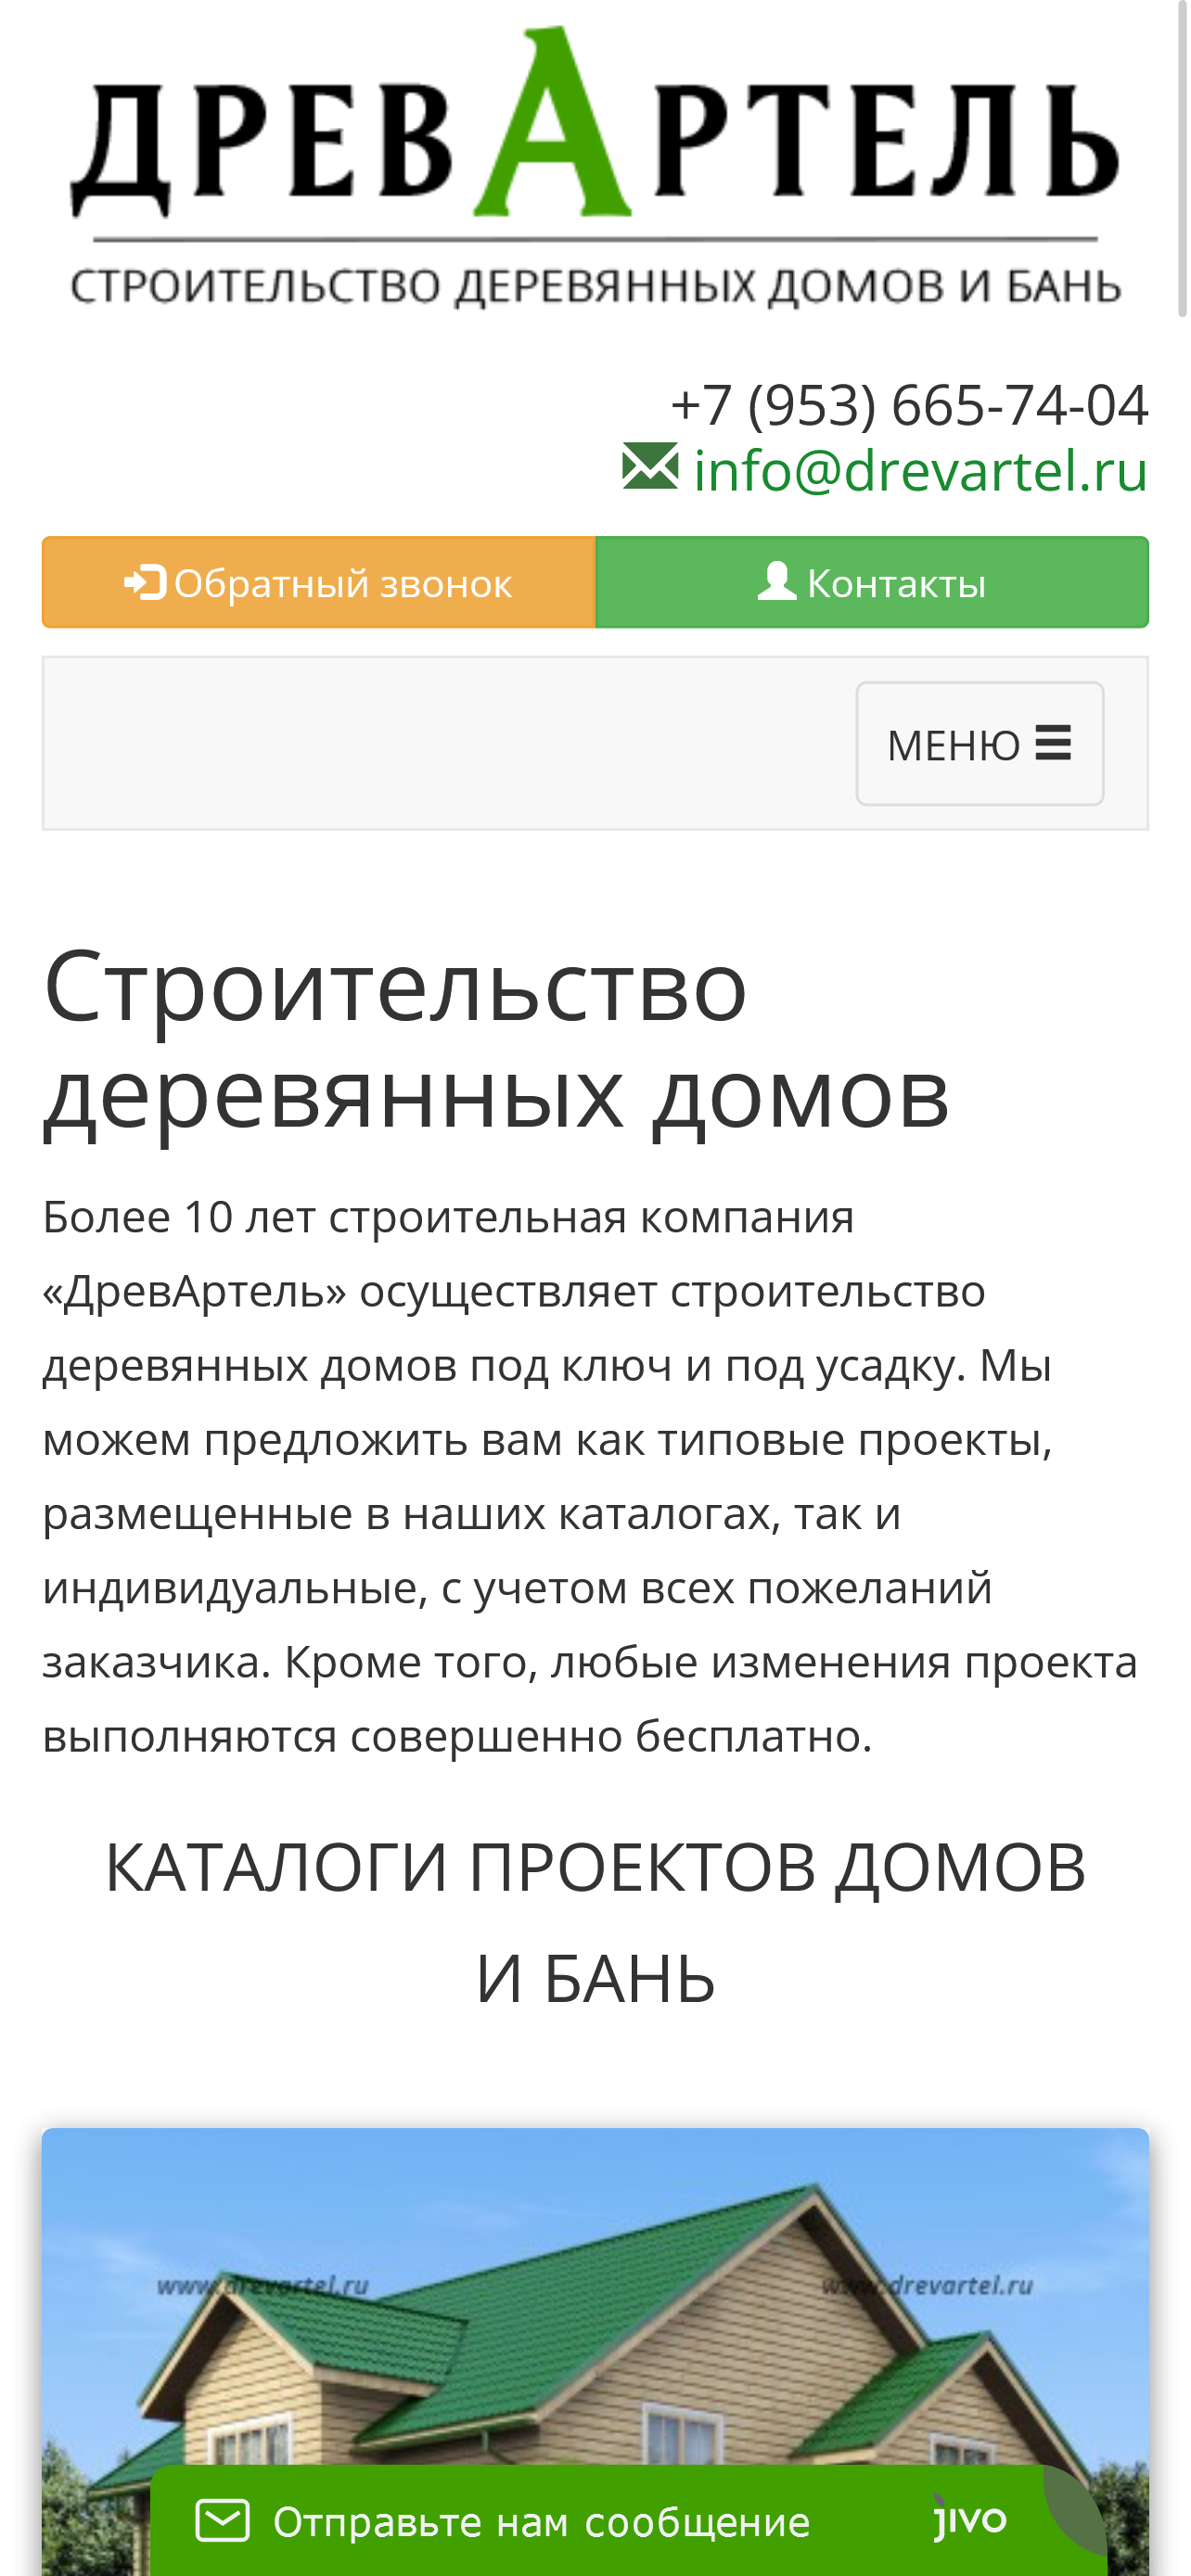 ДРЕВАРТЕЛЬ
СТРОИТЕЛЬСТВО ДЕРЕВЯННЫХ ДОМОВ И БАНЬ
+7 (953) 665-74-04
info@drevartel.ru
Обратный звонок
Контакты
МЕНЮ
Строительство
деревянных домов
Более 10 лет строительная компания
«ДревАртель» осуществляет строительство
деревянных домов под ключ и под усадку. Мы
можем предложить вам как типовые проекты,
размещенные в наших каталогах, так и
индивидуальные, с учетом всех пожеланий
заказчика. Кроме того, любые изменения проекта
выполняются совершенно бесплатно.
КАТАЛОГИ ПРОЕКТОВ ДОМОВ
И БАНЬ
www.drevartel.ru
www.drevartel.ru
Отправьте нам сообщение
jivo